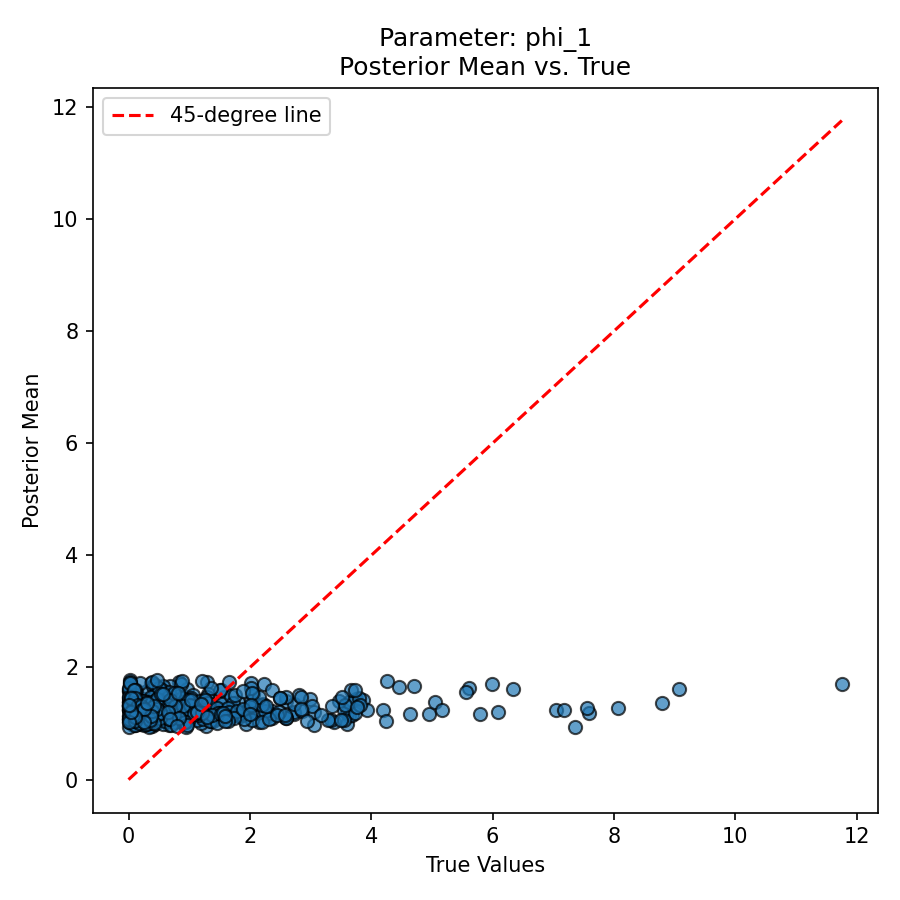 Parameter: phi_1
Posterior Mean vs. True
45-degree line
12
10
8
6
4
2
0
Posterior Mean
0 2 4 6 8 10 12
True Values